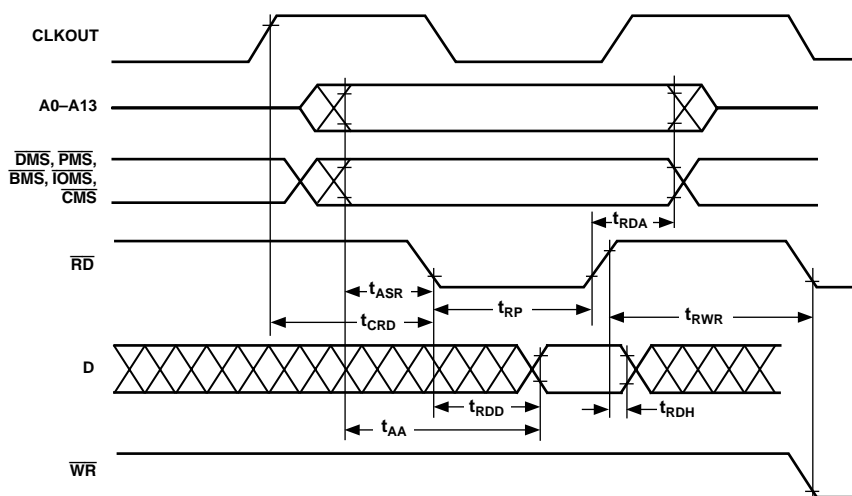 CLKOUT
A0–A13
DMS, PMS,
BMS, IOMS,
CMS
tRDA
RD
tASR
tCRD
tRP
tRWR
D
tRDD
tRDH
tAA
WR